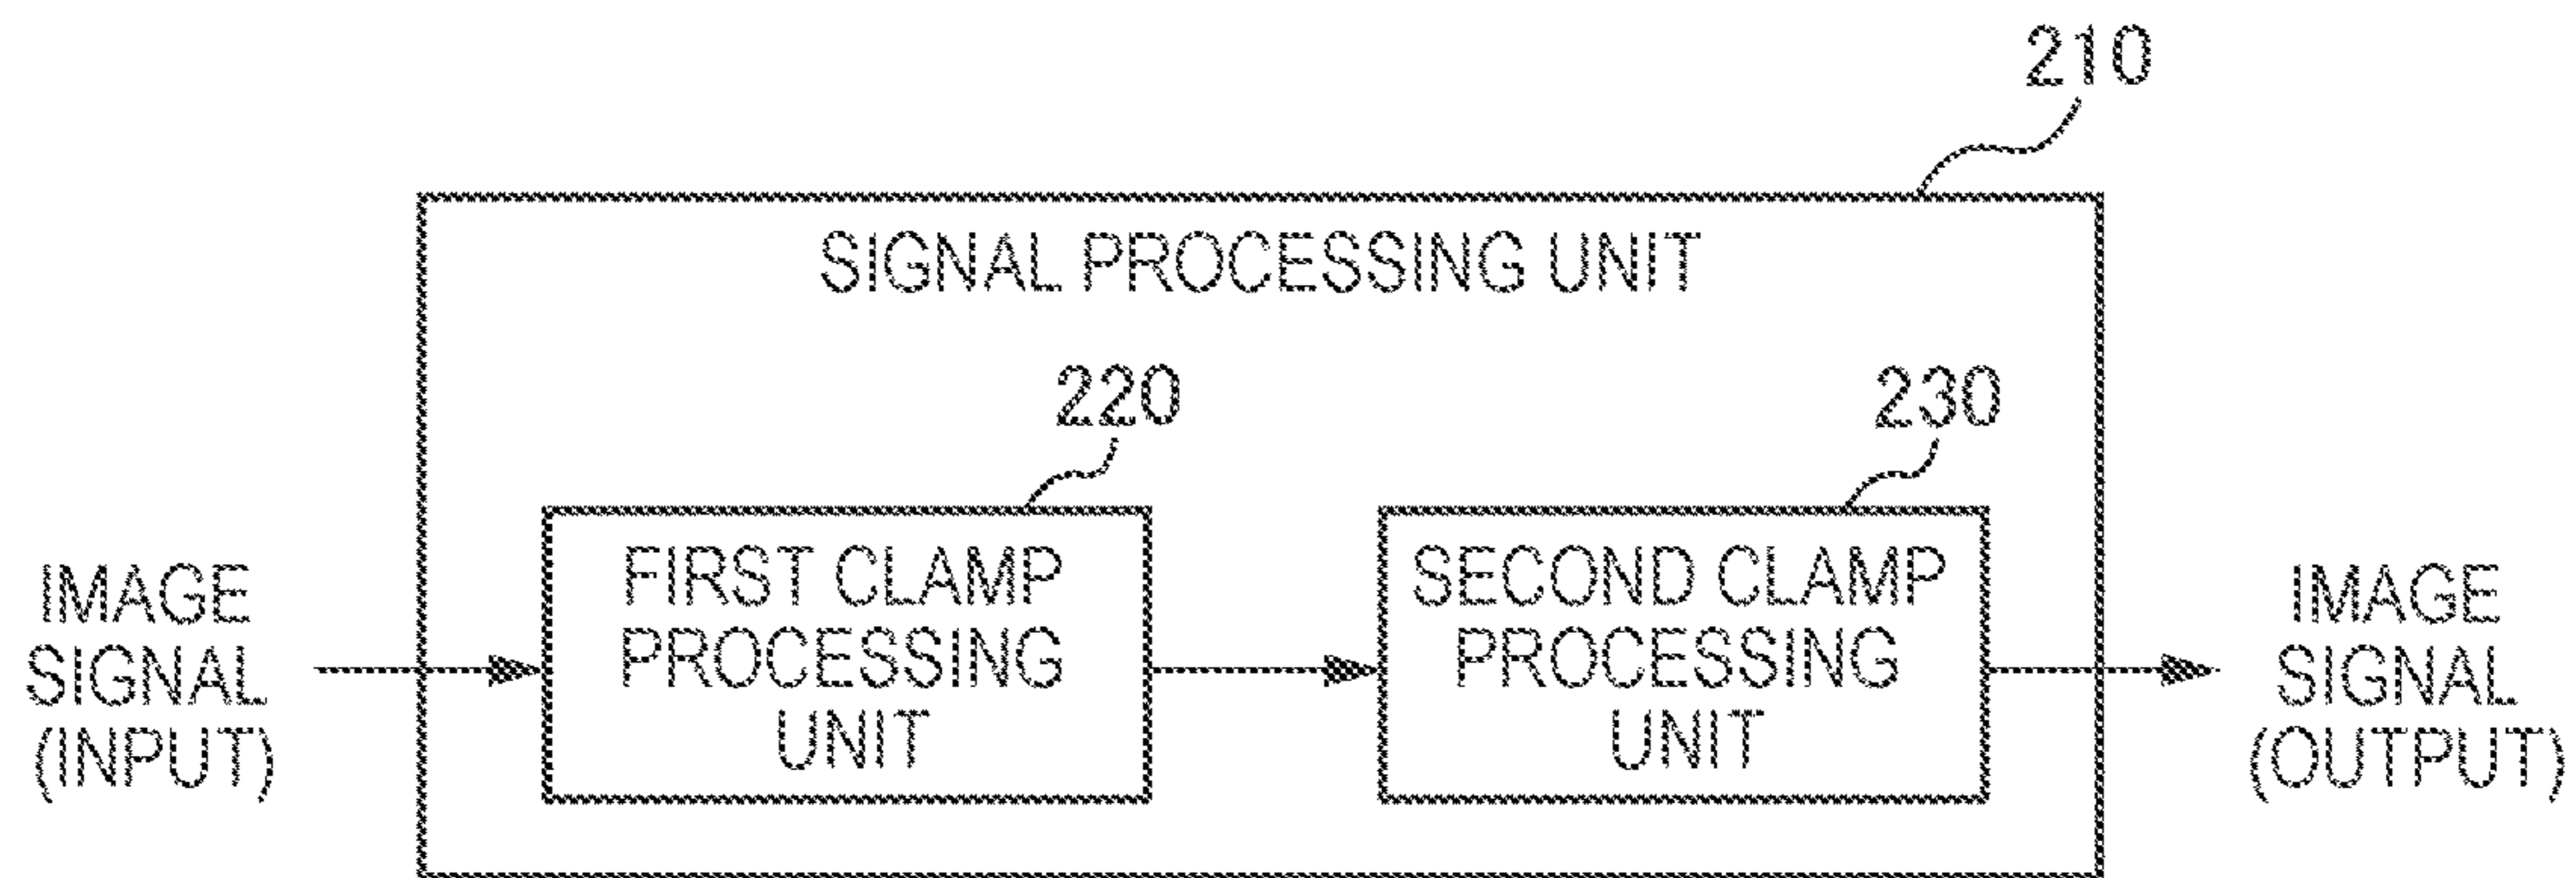 210
SIGNAL PROCESSING UNIT
220
230
IMAGE
SIGNAL
(INPUT)
FIRST CLAMP
PROCESSING
UNIT
SECOND CLAMP
PROCESSING
UNIT
IMAGE
SIGNAL
(OUTPUT)